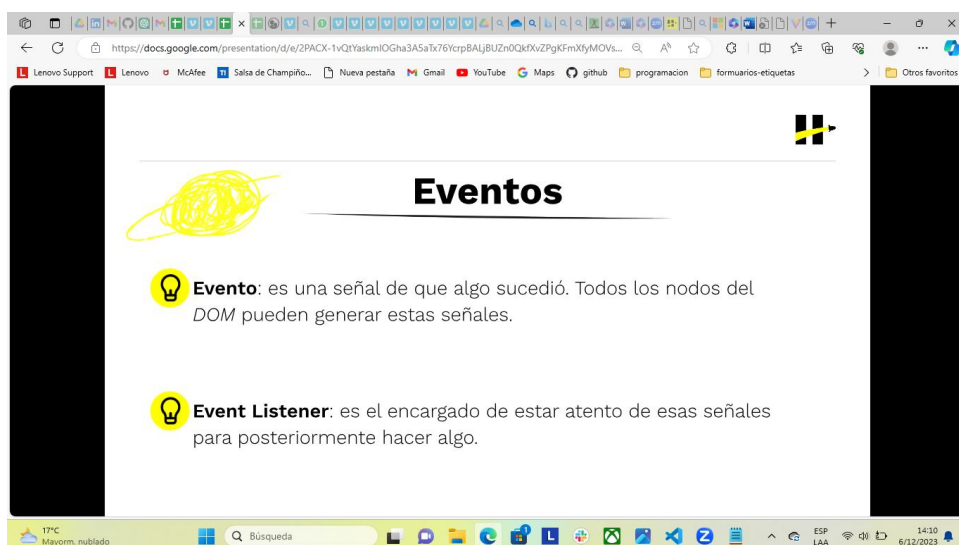 https://docs.google.com/presentation/d/e/2PACX-1vQtYaskmIOGha3A5aTx76YcrpBALjBUZn0QkfXvZPgKFmXfyMOVs...
Lenovo Support Lenovo McAfee Salsa de Champiño... Nueva pestaña Gmail YouTube Maps github programacion formuarios-etiquetas Otros favoritos
Eventos
Evento: es una señal de que algo sucedió. Todos los nodos del
DOM pueden generar estas señales.
Event Listener: es el encargado de estar atento de esas señales
para posteriormente hacer algo.
17°C
Mayorm. nublado
Búsqueda
ESP
LAA
14:10
6/12/2023